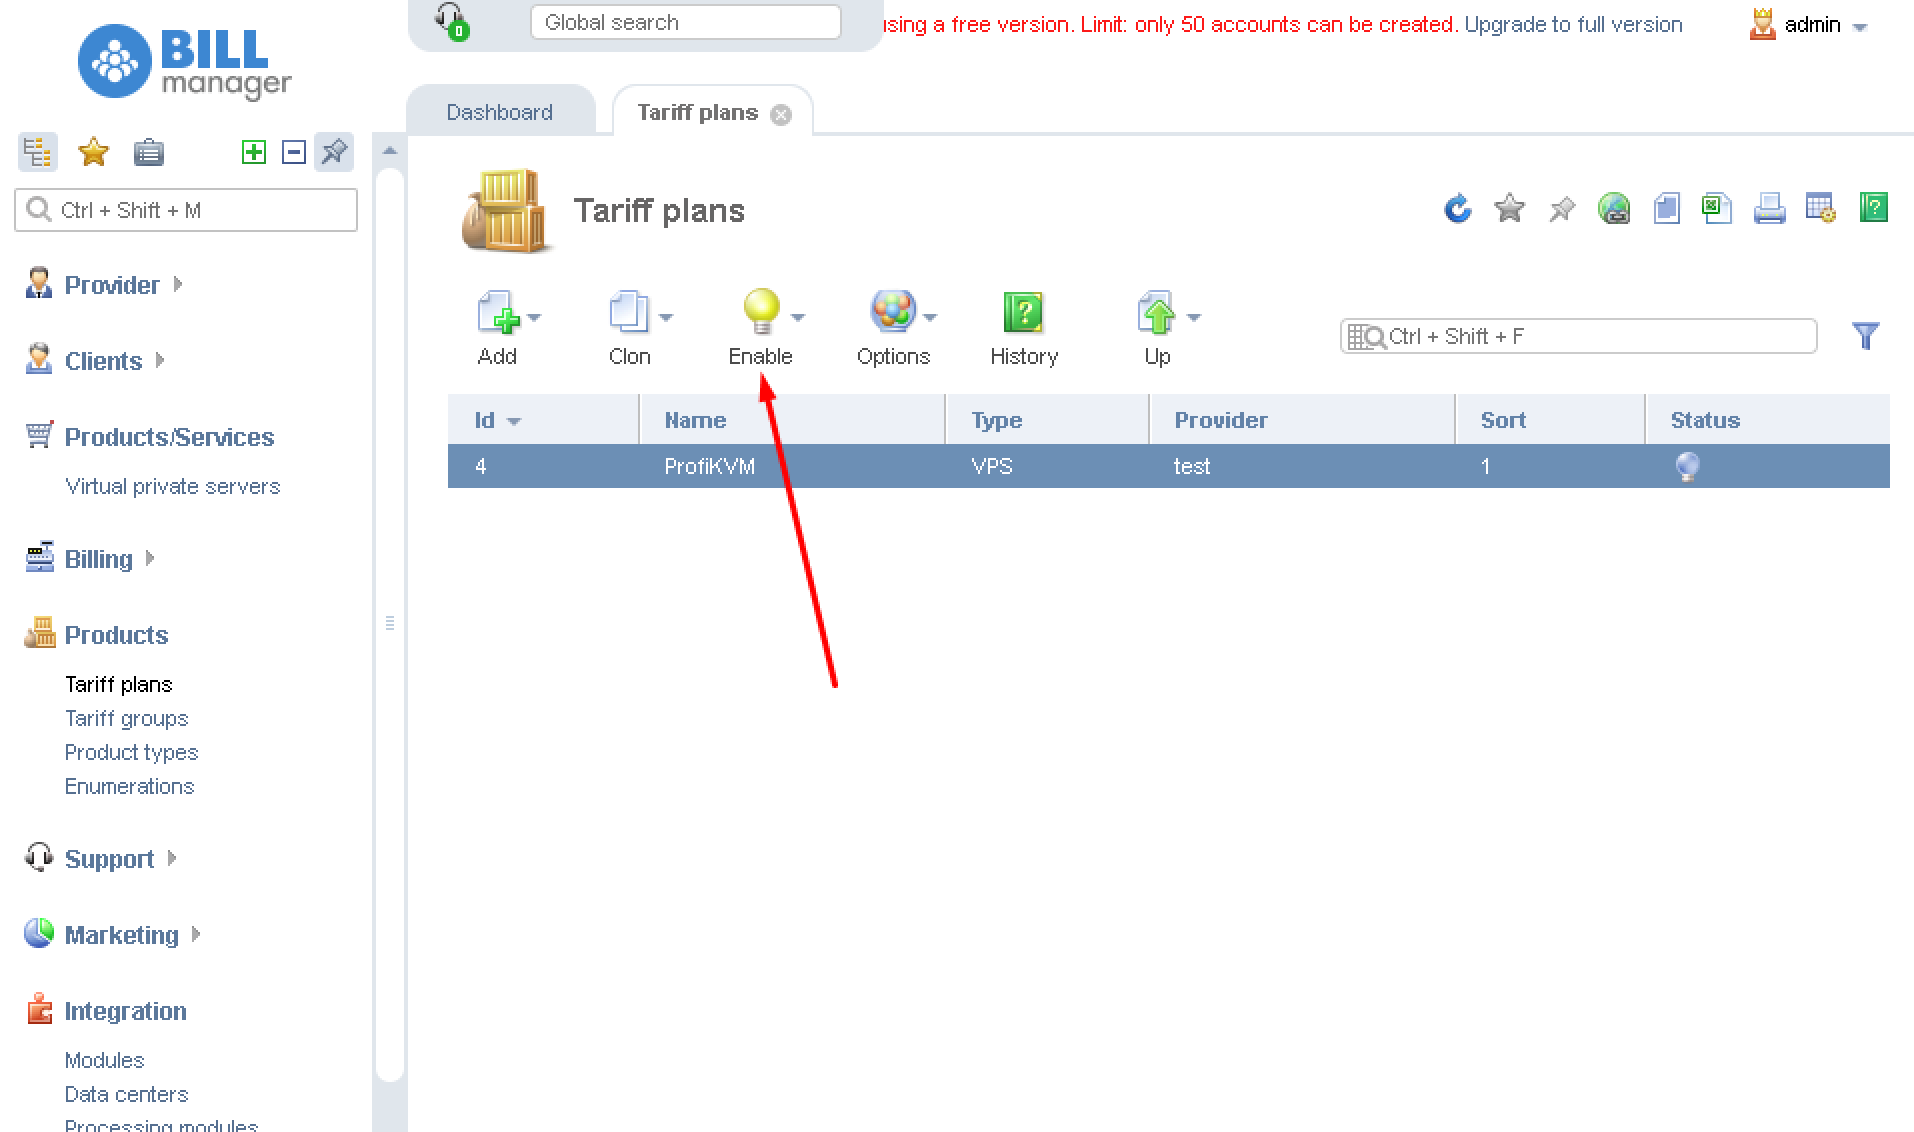 BILL
manager
0
Global search
using a free version. Limit: only 50 accounts can be created. Upgrade to full version
admin
Dashboard
Tariff plans
Ctrl + Shift + M
Tariff plans
Provider
Clients
Products/Services
Virtual private servers
Billing
Products
Tariff plans
Tariff groups
Product types
Enumerations
Support
Marketing
Integration
Modules
Data centers
Processing modules
Add
Clon
Enable
Options
History
Up
Ctrl + Shift + F
Id
Name
Type
Provider
Sort
Status
4
ProfiKVM
VPS
test
1